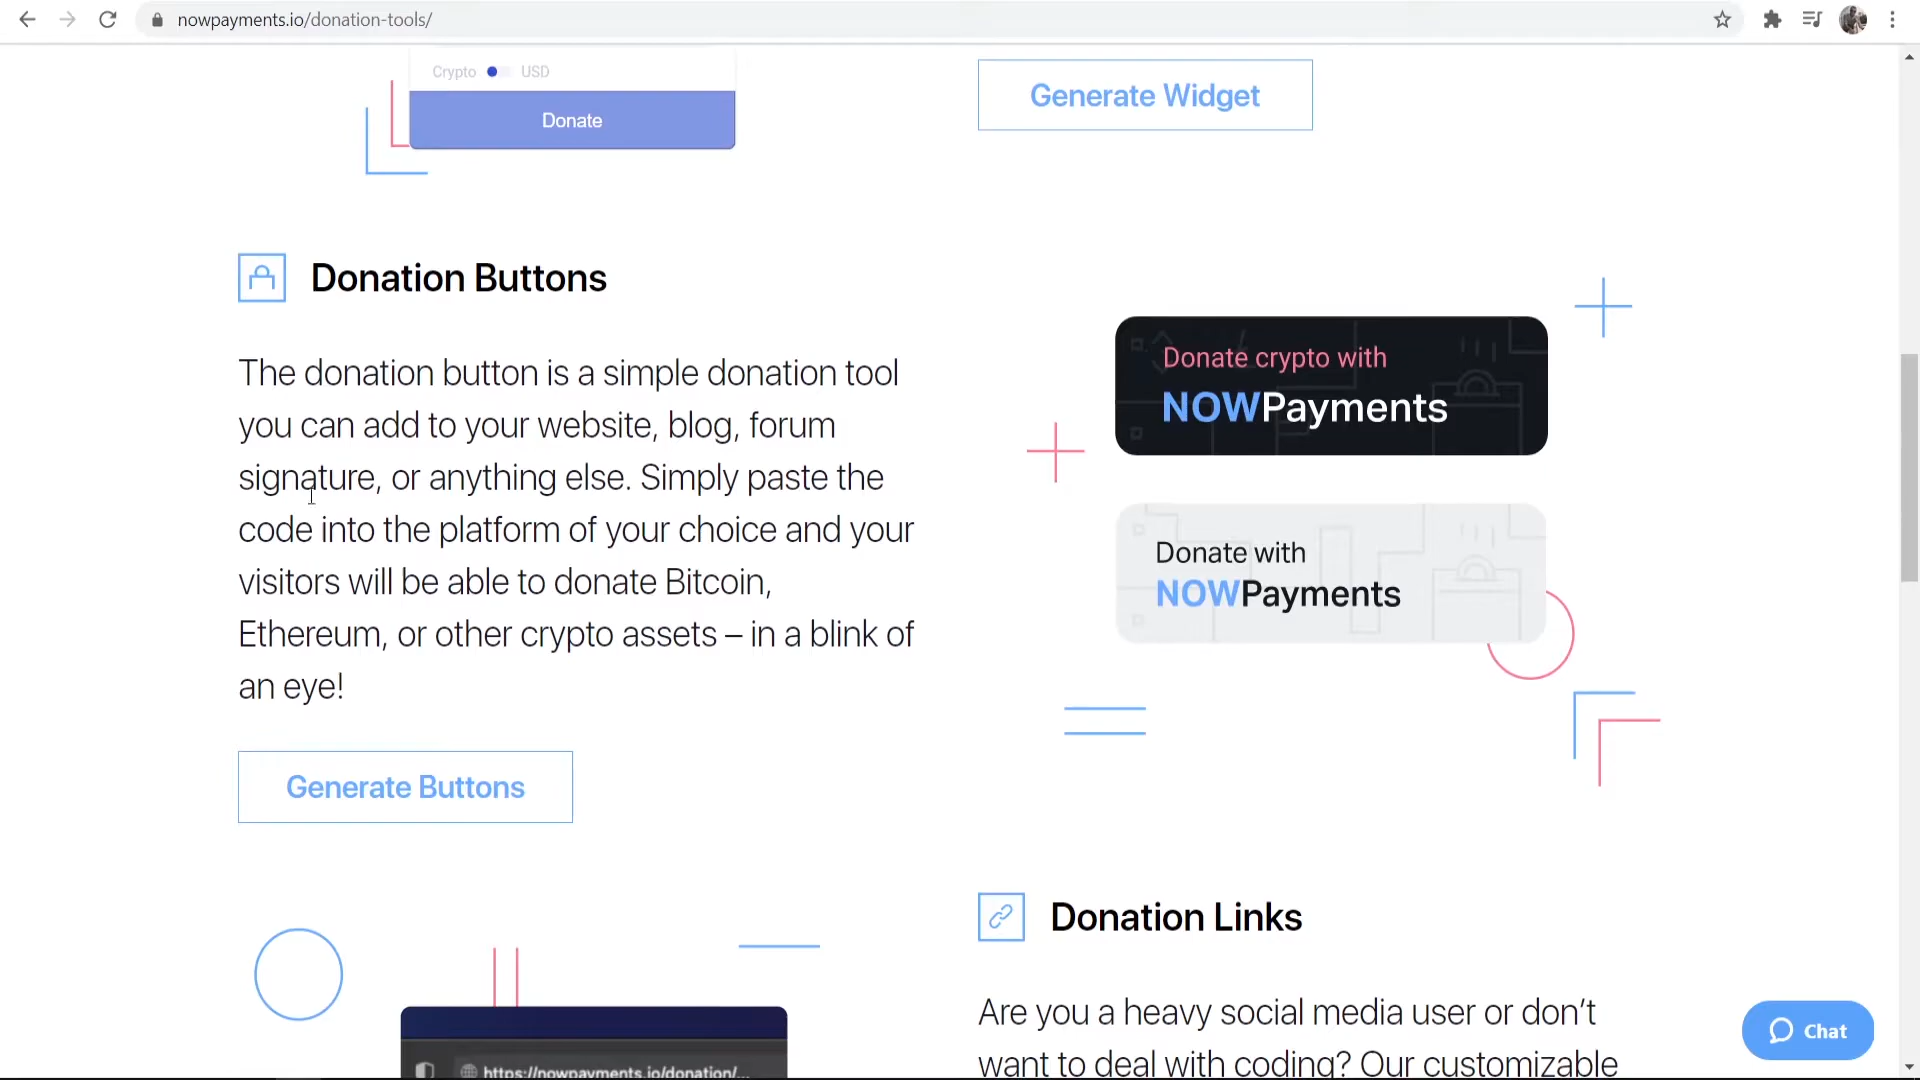 nowpayments.io/donation-tools/
Crypto USD
Donate
Generate Widget
Donation Buttons
The donation button is a simple donation tool
you can add to your website, blog, forum
signature, or anything else. Simply paste the
code into the platform of your choice and your
visitors will be able to donate Bitcoin,
Ethereum, or other crypto assets – in a blink of
an eye!
Generate Buttons
Donate crypto with
NOWPayments
Donate with
NOWPayments
https://nowpayments.io/donation/...
Donation Links
Are you a heavy social media user or don’t
want to deal with coding? Our customizable
Chat